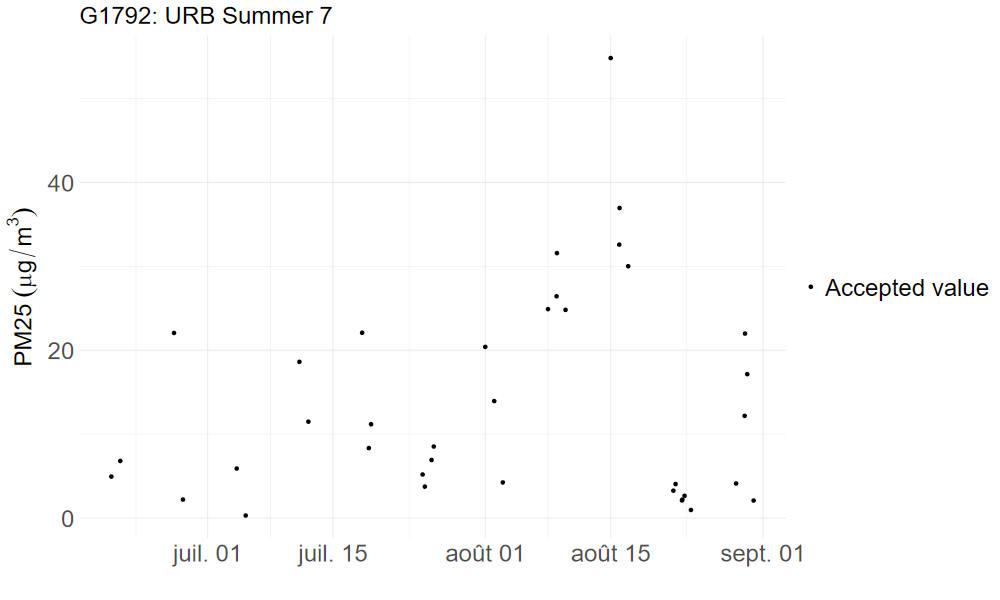 G1792: URB Summer 7
PM25 (μg/m³)
40
20
0
juil. 01 juil. 15 août 01 août 15 sept. 01
Accepted value